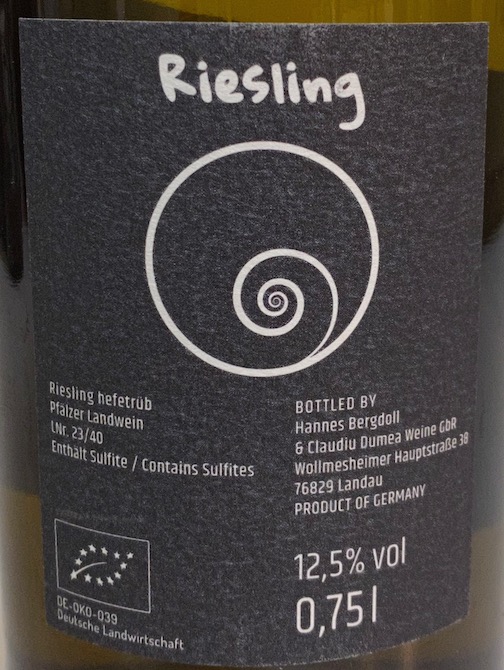 Riesling
Riesling hefetrüb
Pfälzer Landwein
LNr. 23/40
Enthält Sulfite / Contains Sulfites
BOTTLED BY
Hannes Bergdoll
& Claudiu Dumea Weine GbR
Wollmesheimer Hauptstraße 38
76829 Landau
PRODUCT OF GERMANY
12,5% vol
0,75 l
DE-ÖKO-039
Deutsche Landwirtschaft